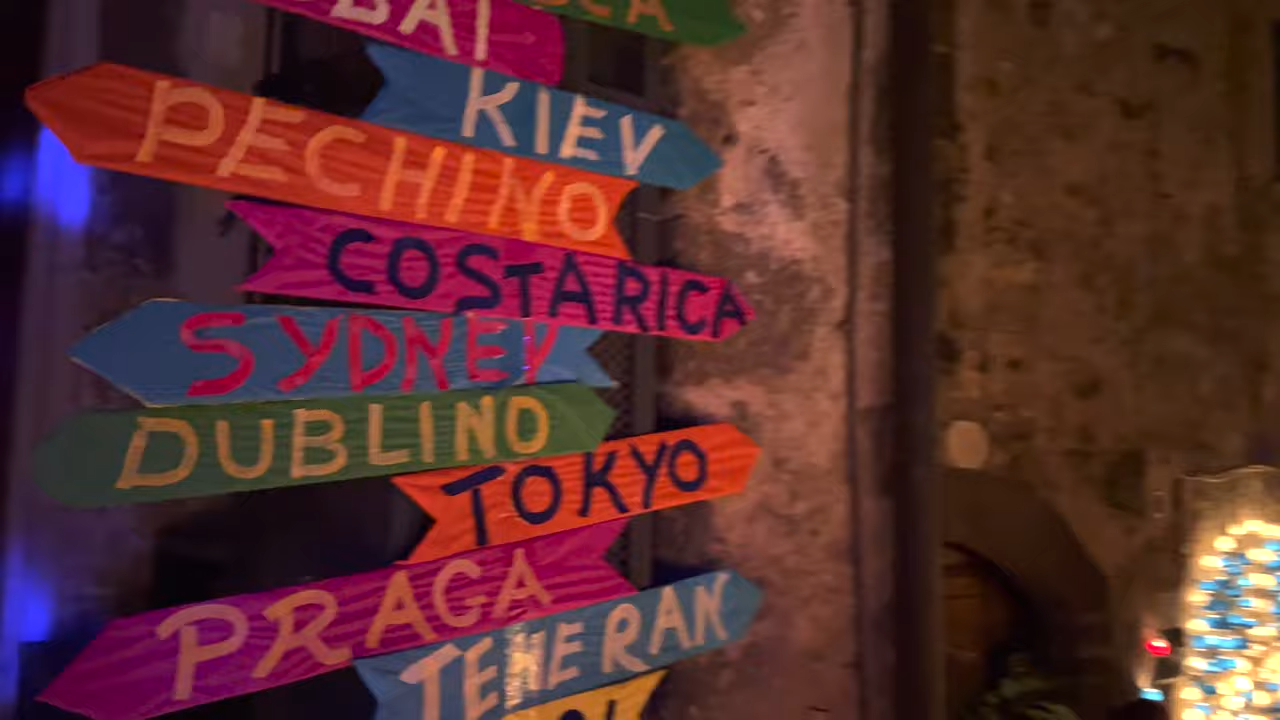 KIEV
PECHINO
COSTARICA
SYDNEY
DUBLINO
TOKYO
PRAGA
TEHERAN